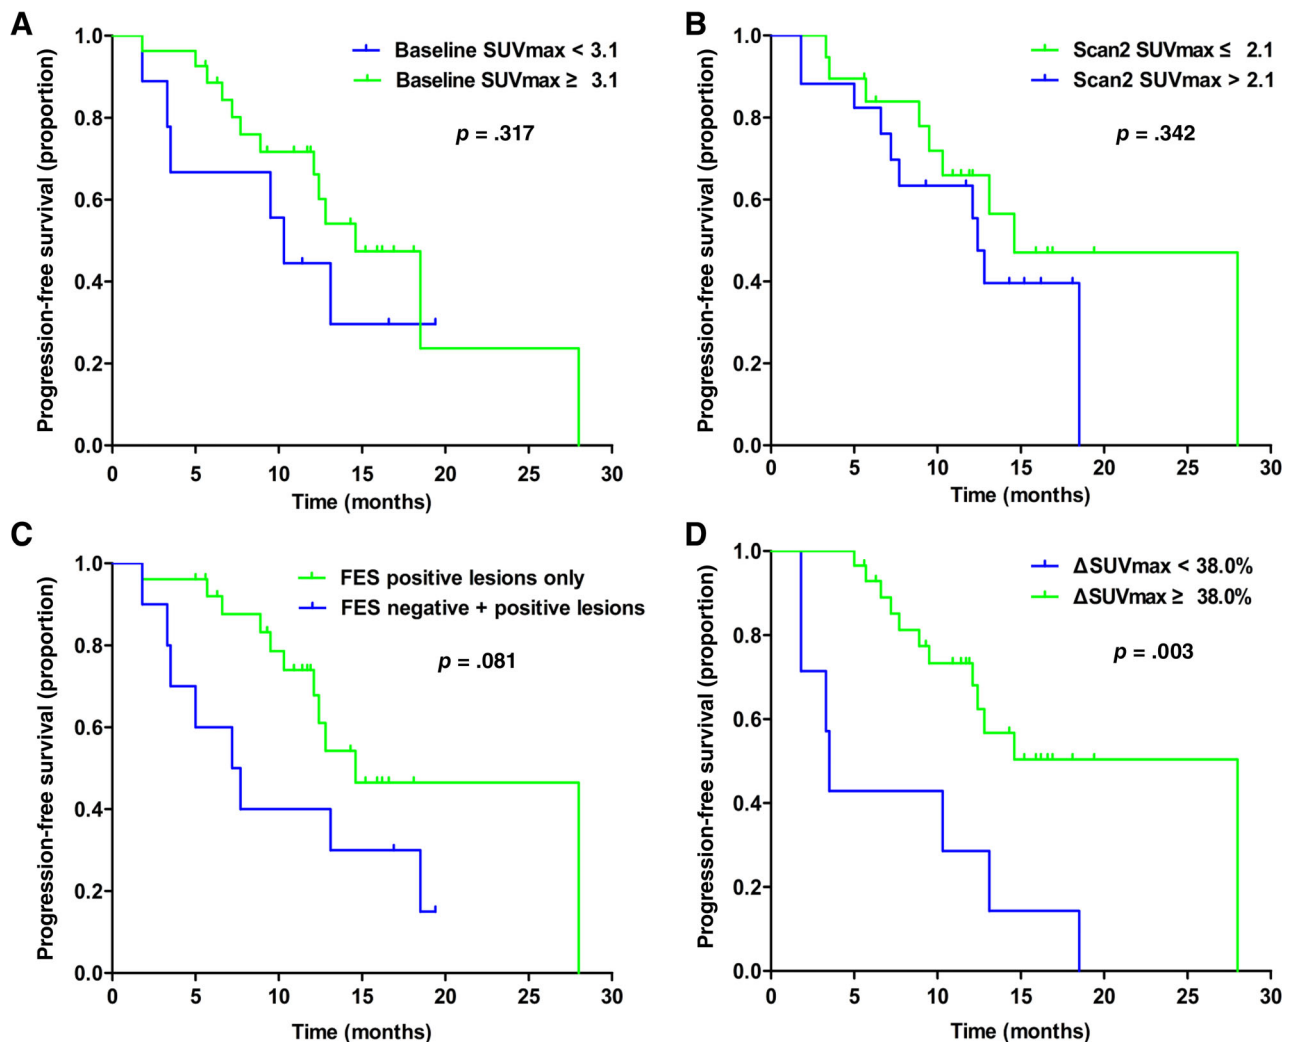 A
Progression-free survival (proportion)
1.0
0.8
0.6
0.4
0.2
0.0
Baseline SUVmax < 3.1
Baseline SUVmax ≥ 3.1
p = .317
0 5 10 15 20 25 30
Time (months)
B
Progression-free survival (proportion)
1.0
0.8
0.6
0.4
0.2
0.0
Scan2 SUVmax ≤ 2.1
Scan2 SUVmax > 2.1
p = .342
0 5 10 15 20 25 30
Time (months)
C
Progression-free survival (proportion)
1.0
0.8
0.6
0.4
0.2
0.0
FES positive lesions only
FES negative + positive lesions
p = .081
0 5 10 15 20 25 30
Time (months)
D
Progression-free survival (proportion)
1.0
0.8
0.6
0.4
0.2
0.0
ΔSUVmax < 38.0%
ΔSUVmax ≥ 38.0%
p = .003
0 5 10 15 20 25 30
Time (months)